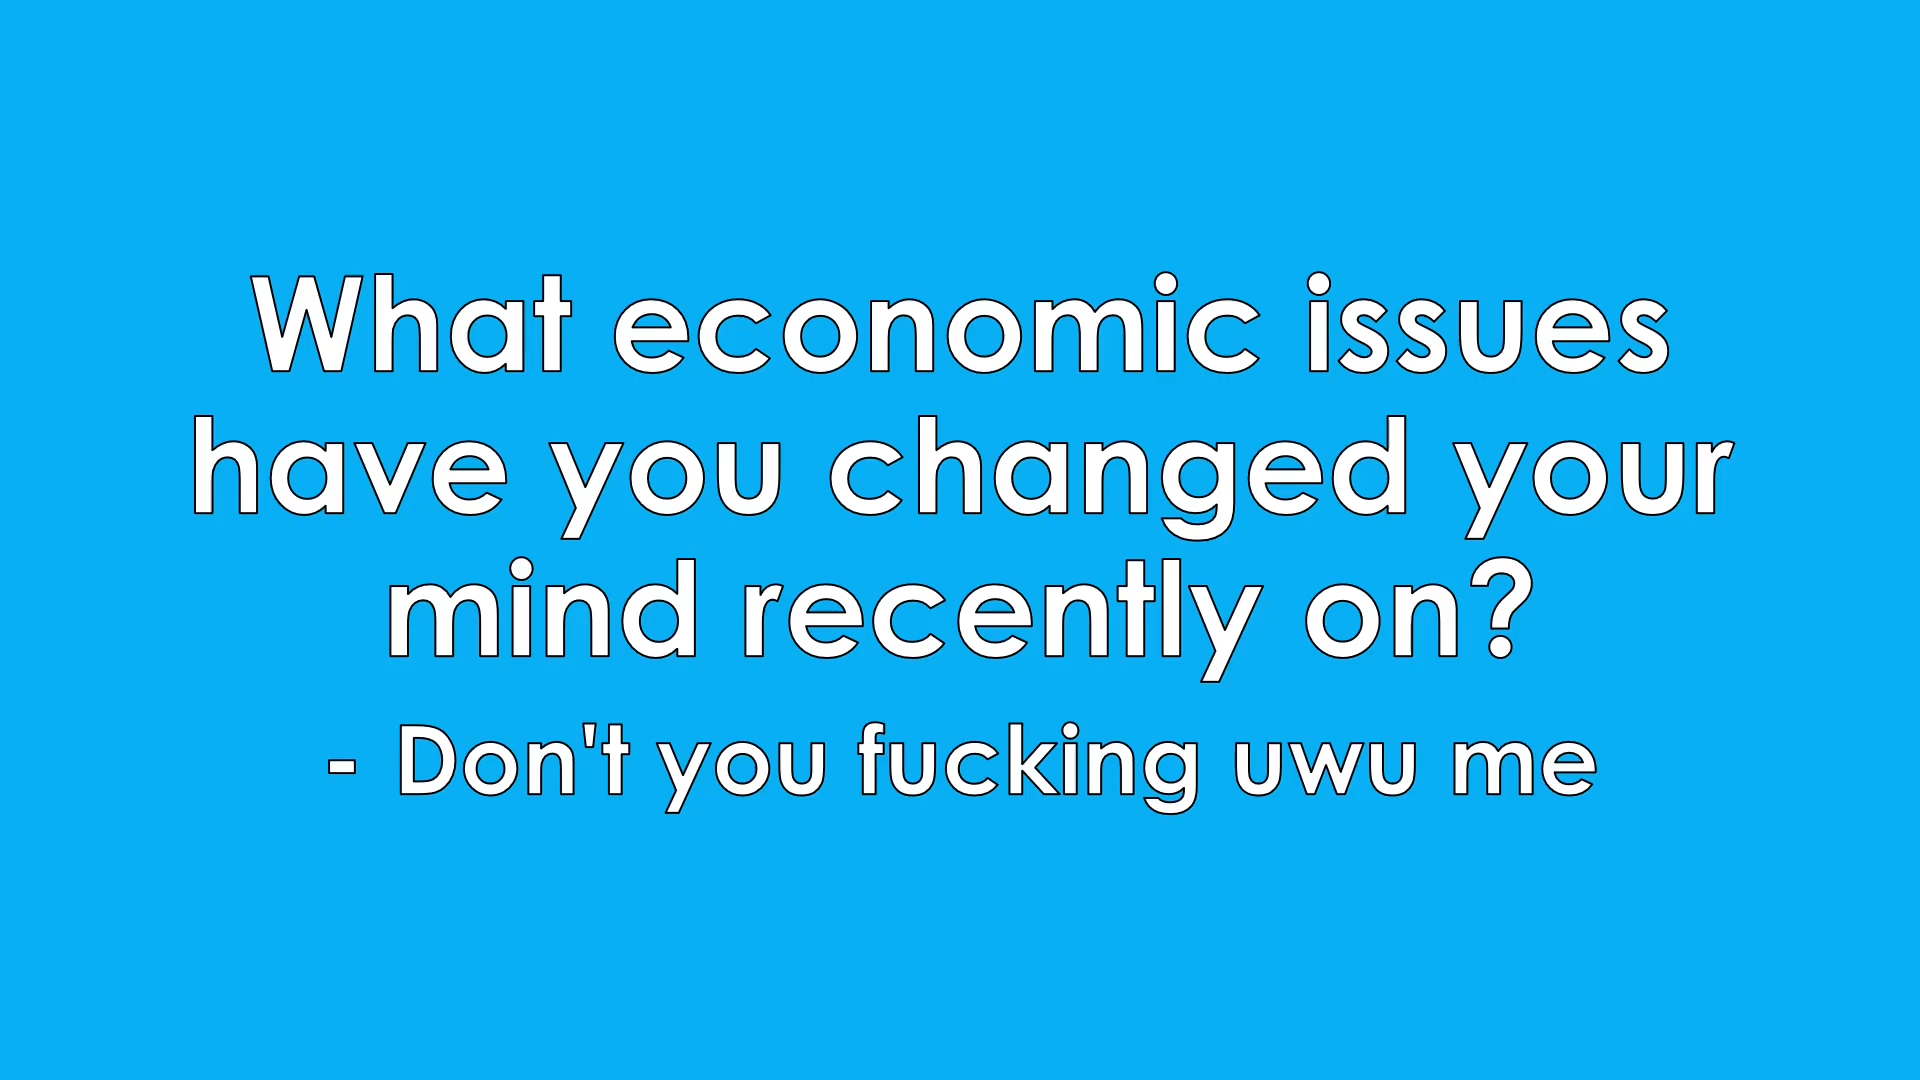 What economic issues
have you changed your
mind recently on?
- Don't you fucking uwu me